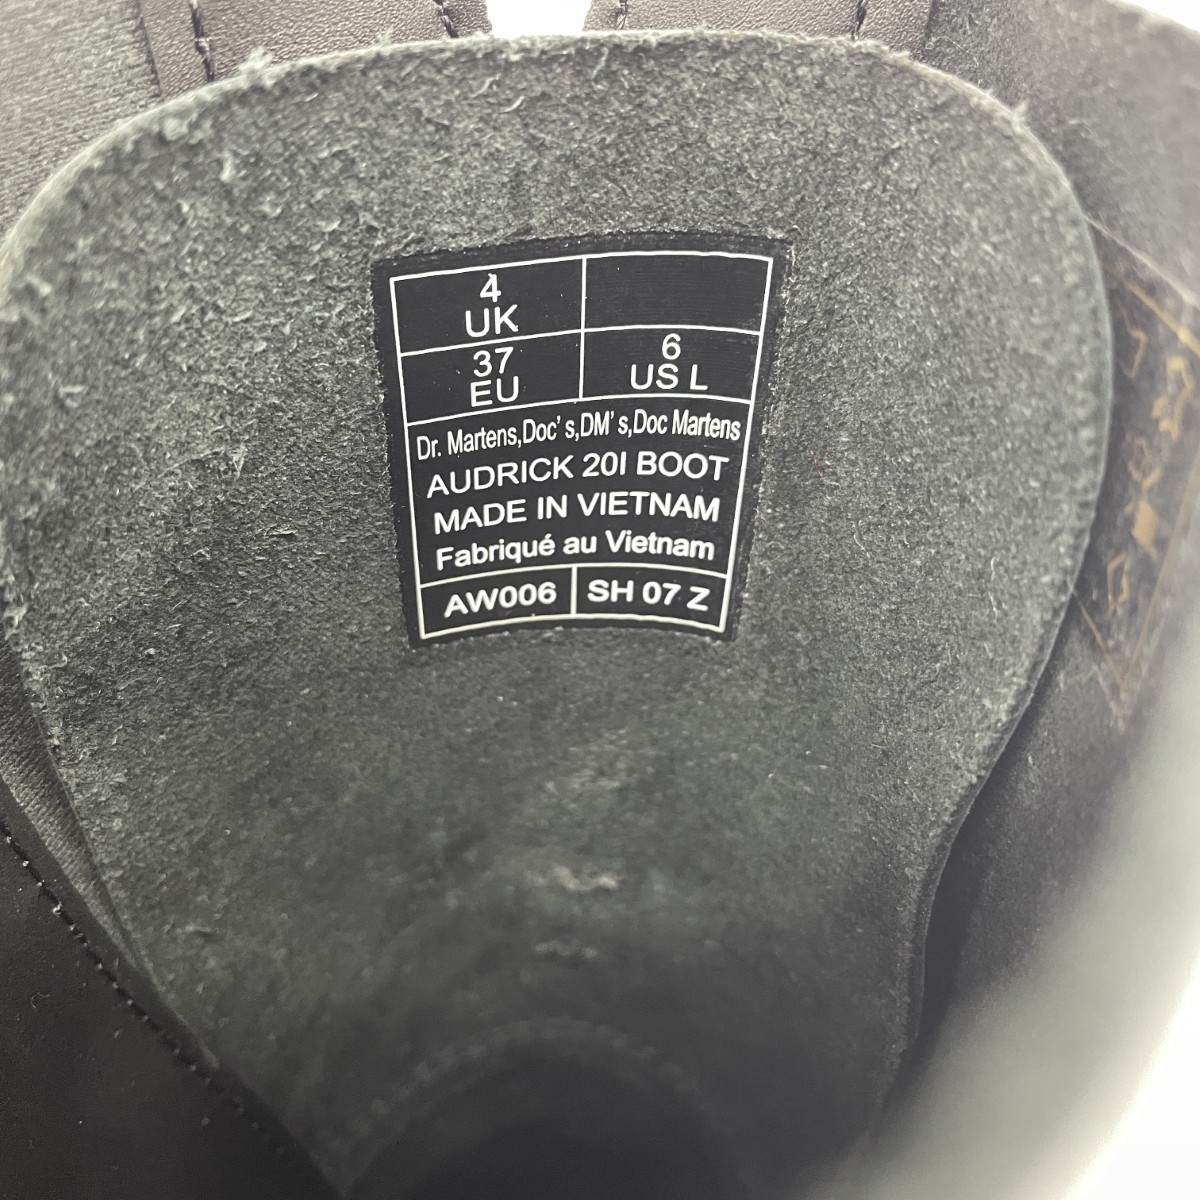 4
UK
37
EU
6
US L
Dr. Martens,Doc's,DM's,Doc Martens
AUDRICK 20I BOOT
MADE IN VIETNAM
Fabriqué au Vietnam
AW006
SH 07 Z